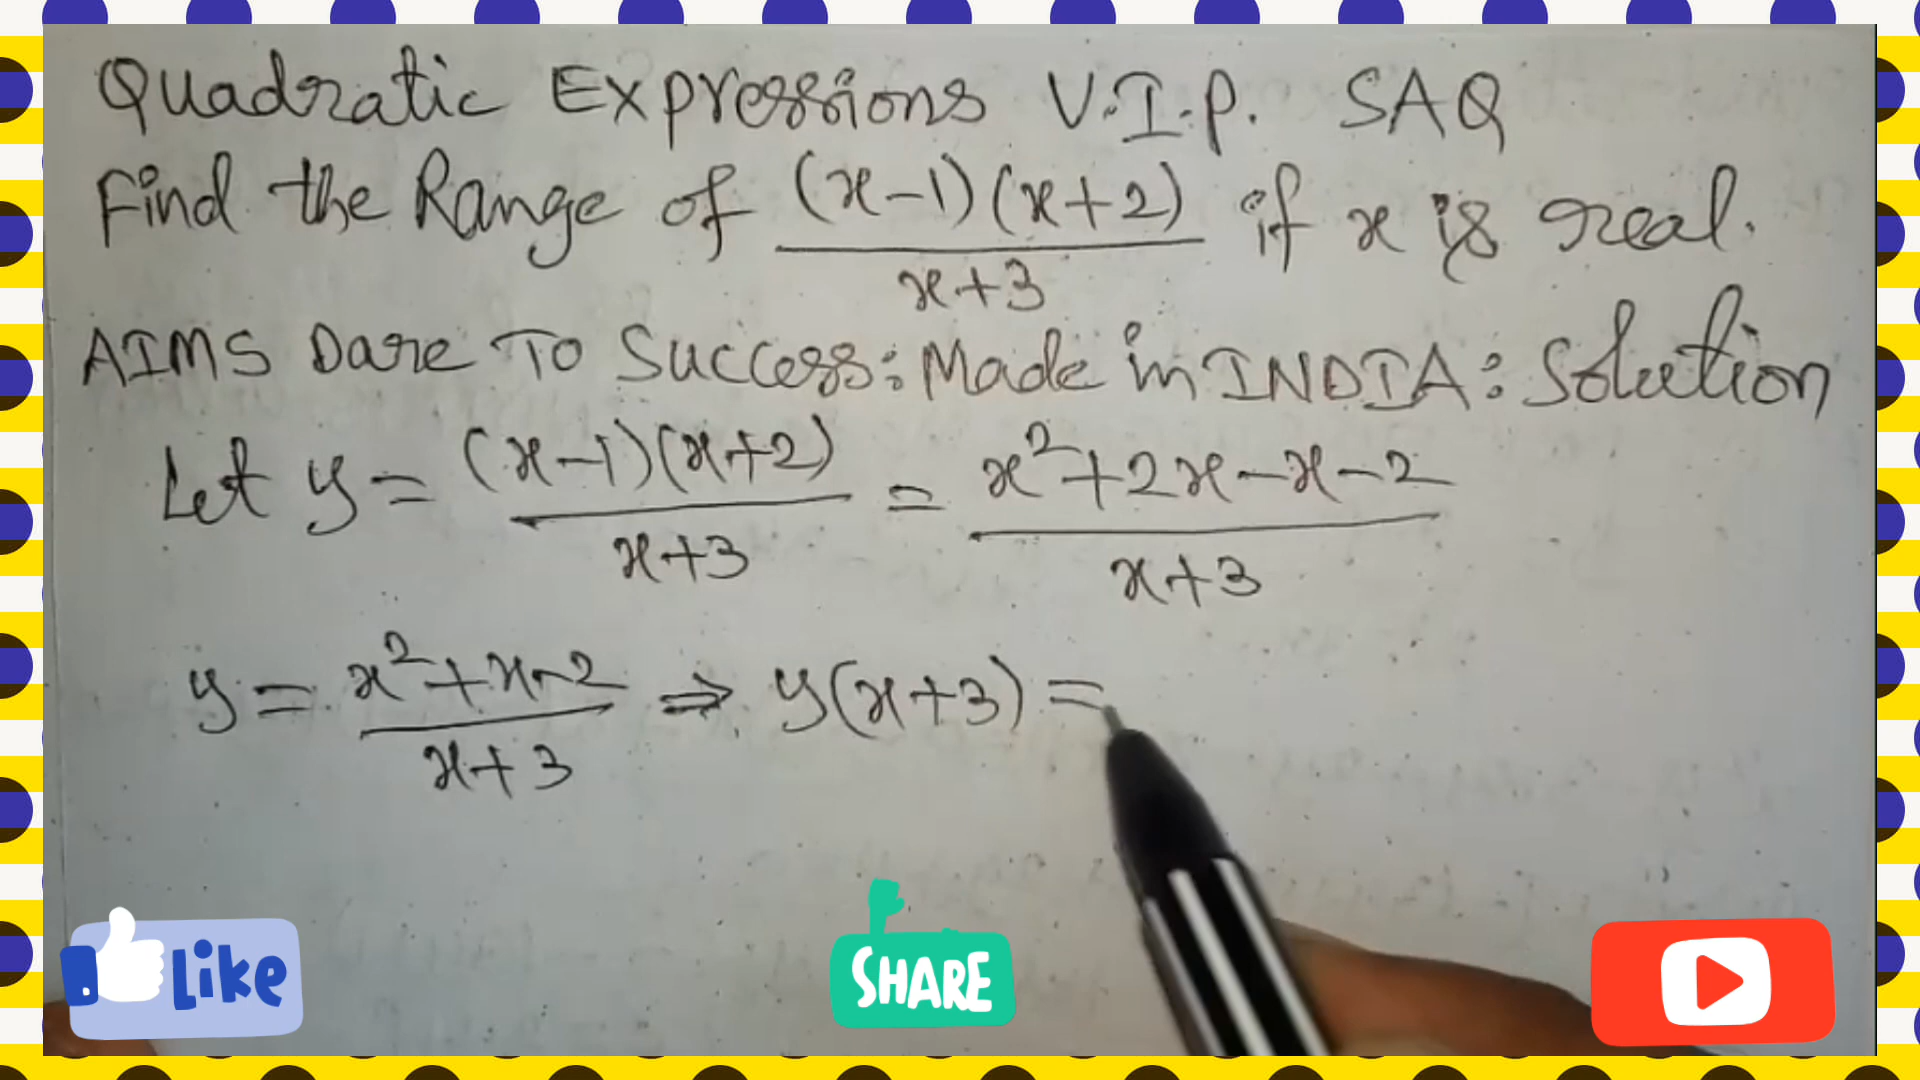 Quadratic Expressions V.I.P. SAQ
Find the Range of (x-1)(x+2) / x+3 if x is real.
AIMS Dare To Success: Made in INDIA: Solution
Let y = (x-1)(x+2) / x+3 = x²+2x-x-2 / x+3
y = x²+x-2 / x+3 ⇒ y(x+3) =
Like
SHARE